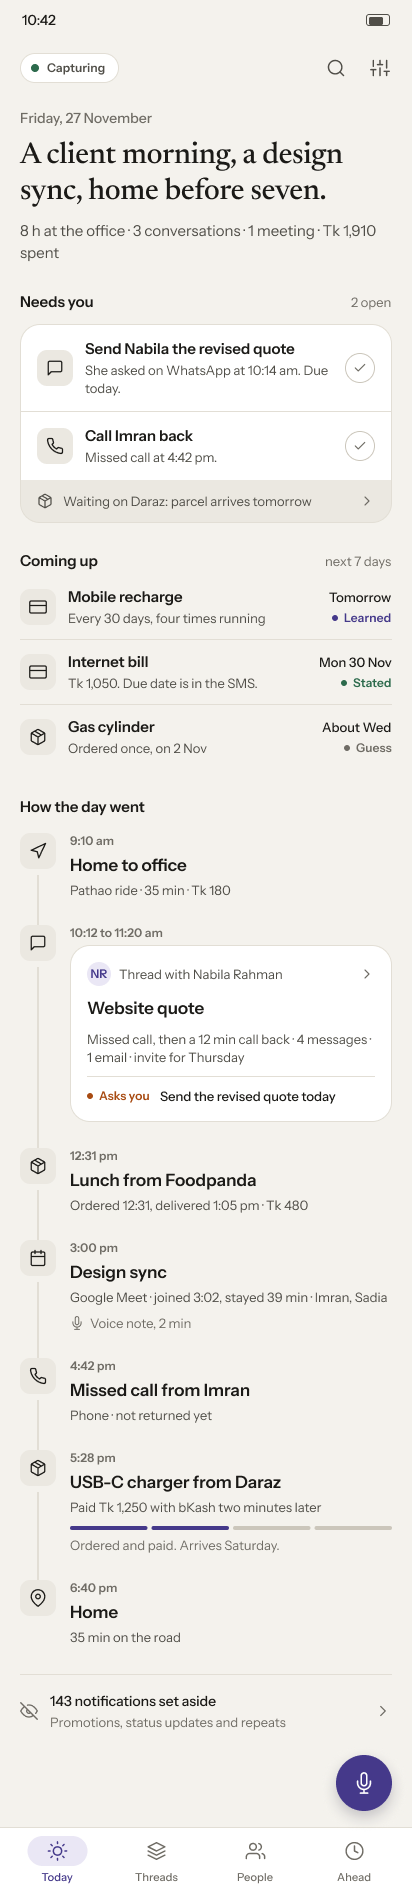 10:42
Capturing
Friday, 27 November
A client morning, a design
sync, home before seven.
8 h at the office · 3 conversations · 1 meeting · Tk 1,910
spent
Needs you
2 open
Send Nabila the revised quote
She asked on WhatsApp at 10:14 am. Due
today.
Call Imran back
Missed call at 4:42 pm.
Waiting on Daraz: parcel arrives tomorrow
Coming up
next 7 days
Mobile recharge
Tomorrow
Every 30 days, four times running
Learned
Internet bill
Mon 30 Nov
Tk 1,050. Due date is in the SMS.
Stated
Gas cylinder
About Wed
Ordered once, on 2 Nov
Guess
How the day went
9:10 am
Home to office
Pathao ride · 35 min · Tk 180
10:12 to 11:20 am
NR Thread with Nabila Rahman
Website quote
Missed call, then a 12 min call back · 4 messages ·
1 email · invite for Thursday
Asks you Send the revised quote today
12:31 pm
Lunch from Foodpanda
Ordered 12:31, delivered 1:05 pm · Tk 480
3:00 pm
Design sync
Google Meet · joined 3:02, stayed 39 min · Imran, Sadia
Voice note, 2 min
4:42 pm
Missed call from Imran
Phone · not returned yet
5:28 pm
USB-C charger from Daraz
Paid Tk 1,250 with bKash two minutes later
Ordered and paid. Arrives Saturday.
6:40 pm
Home
35 min on the road
143 notifications set aside
Promotions, status updates and repeats
Today
Threads
People
Ahead